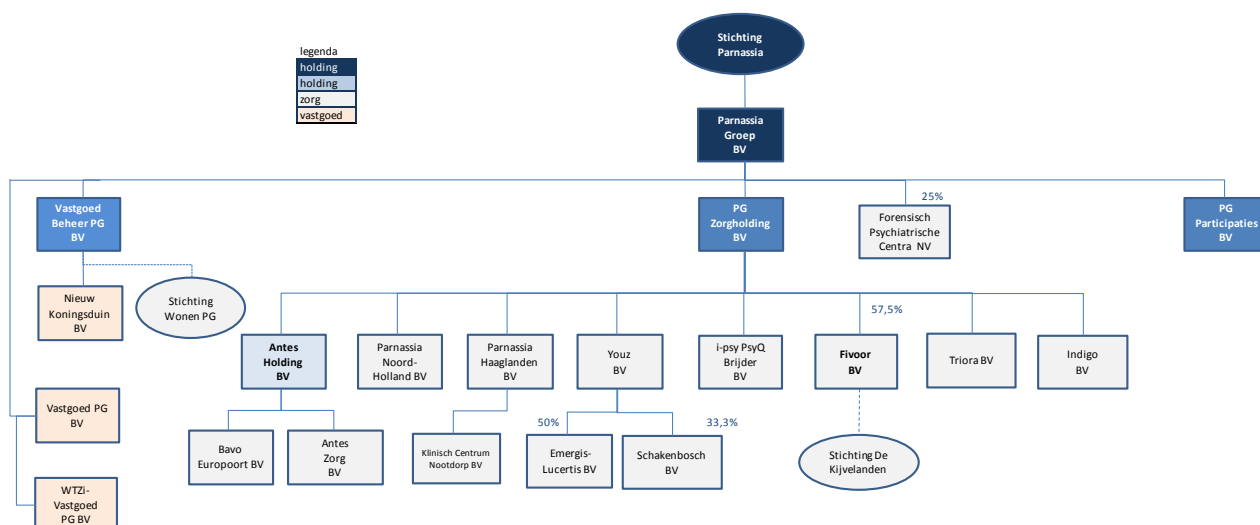 Stichting
Parnassia
legenda
holding
holding
zorg
vastgoed
Parnassia
Groep
BV
Vastgoed
Beheer PG
BV
PG
Zorgholding
BV
25%
Forensisch
Psychiatrische
Centra NV
PG
Participaties
BV
Nieuw
Koningsduin
BV
Stichting
Wonen PG
57,5%
Antes
Holding
BV
Parnassia
Noord-
Holland BV
Parnassia
Haaglanden
BV
Youz
BV
i-psy PsyQ
Brijder
BV
Fivoor
BV
Triora BV
Indigo
BV
Vastgoed PG
BV
Bavo
Europoort BV
Antes
Zorg
BV
Klinisch Centrum
Nootdorp BV
50%
Emergis-
Lucertis BV
33,3%
Schakenbosch
BV
Stichting De
Kijvelanden
WTZi-
Vastgoed
PG BV